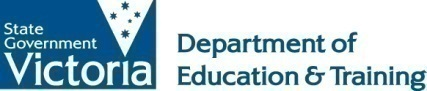 State
Government
Victoria
Department of
Education & Training